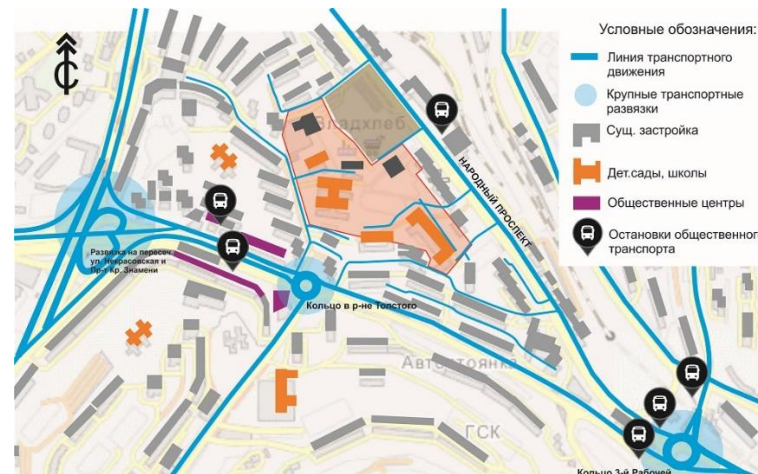 Условные обозначения:
Линия транспортного
движения
Крупные транспортные
развязки
Сущ. застройка
Дет.сады, школы
Общественные центры
Остановки общественного
транспорта
С
Владхлеб
НАРОДНЫЙ ПРОСПЕКТ
Развязка на пересеч
ул. Некрасовская и
Пр-т Кр. Знамени
Кольцо в р-не Толстого
Автостоянка
ГСК
Кольцо 3-й Рабочей